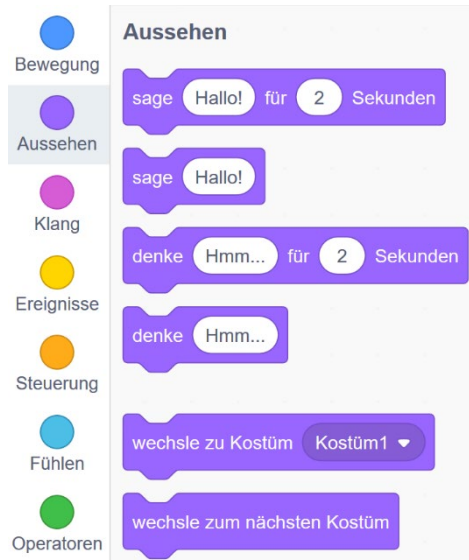 Bewegung
Aussehen
Klang
Ereignisse
Steuerung
Fühlen
Operatoren
Aussehen
sage Hallo! für 2 Sekunden
sage Hallo!
denke Hmm... für 2 Sekunden
denke Hmm...
wechsle zu Kostüm Kostüm1
wechsle zum nächsten Kostüm